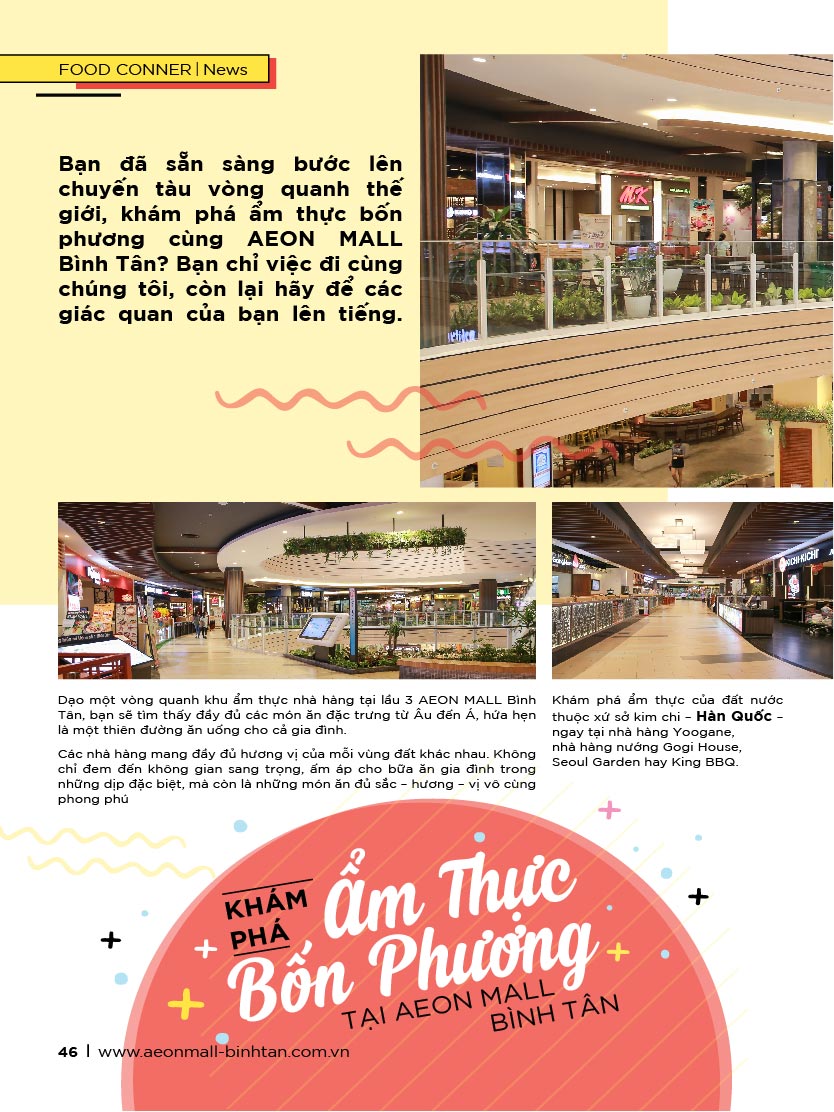 FOOD CONNER | News
Bạn đã sẵn sàng bước lên
chuyến tàu vòng quanh thế
giới, khám phá ẩm thực bốn
phương cùng AEON MALL
Bình Tân? Bạn chỉ việc đi cùng
chúng tôi, còn lại hãy để các
giác quan của bạn lên tiếng.
MK
KICHI-KICHI
Dạo một vòng quanh khu ẩm thực nhà hàng tại lầu 3 AEON MALL Bình
Tân, bạn sẽ tìm thấy đầy đủ các món ăn đặc trưng từ Âu đến Á, hứa hẹn
là một thiên đường ăn uống cho cả gia đình.
Các nhà hàng mang đầy đủ hương vị của mỗi vùng đất khác nhau. Không
chỉ đem đến không gian sang trọng, ấm áp cho bữa ăn gia đình trong
những dịp đặc biệt, mà còn là những món ăn đủ sắc – hương – vị vô cùng
phong phú
Khám phá ẩm thực của đất nước
thuộc xứ sở kim chi – Hàn Quốc –
ngay tại nhà hàng Yoogane,
nhà hàng nướng Gogi House,
Seoul Garden hay King BBQ.
KHÁM
PHÁ
Ẩm Thực
Bốn Phương
TẠI AEON MALL
BÌNH TÂN
46 | www.aeonmall-binhtan.com.vn